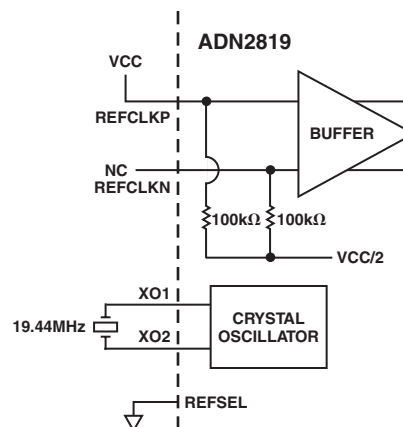 ADN2819
VCC
REFCLKP
BUFFER
NC
REFCLKN
100kΩ
100kΩ
VCC/2
XO1
19.44MHz
XO2
CRYSTAL
OSCILLATOR
REFSEL